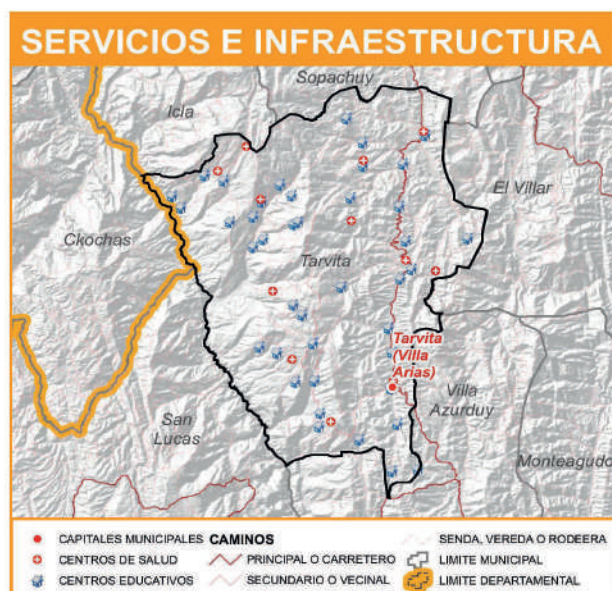 SERVICIOS E INFRAESTRUCTURA
Sopachuy
Icla
El Villar
Ckochas
Tarvita
Tarvita
(Villa
Arias)
Villa
Azurduy
San
Lucas
Monteagudo
CAPITALES MUNICIPALES
CENTROS DE SALUD
CENTROS EDUCATIVOS
CAMINOS
PRINCIPAL O CARRETERO
SECUNDARIO O VECINAL
SENDA, VEREDA O RODEERA
LIMITE MUNICIPAL
LIMITE DEPARTAMENTAL